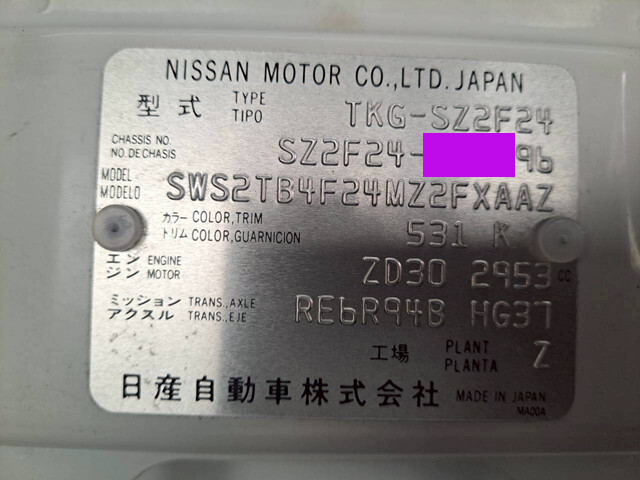 NISSAN MOTOR CO.,LTD. JAPAN
型式 TYPE TIPO TKG-SZ2F24
CHASSIS NO. NO. DE CHASIS SZ2F24- 96
MODEL MODELO SWS2TB4F24MZ2FXAAZ
カラー COLOR,TRIM トリム COLOR,GUARNICION 531 K
エンジン ENGINE MOTOR ZD30 2953 CC
ミッション TRANS.,AXLE アクスル TRANS.,EJE RE6R94B HG37
工場 PLANT PLANTA Z
日産自動車株式会社 MADE IN JAPAN
MA00A